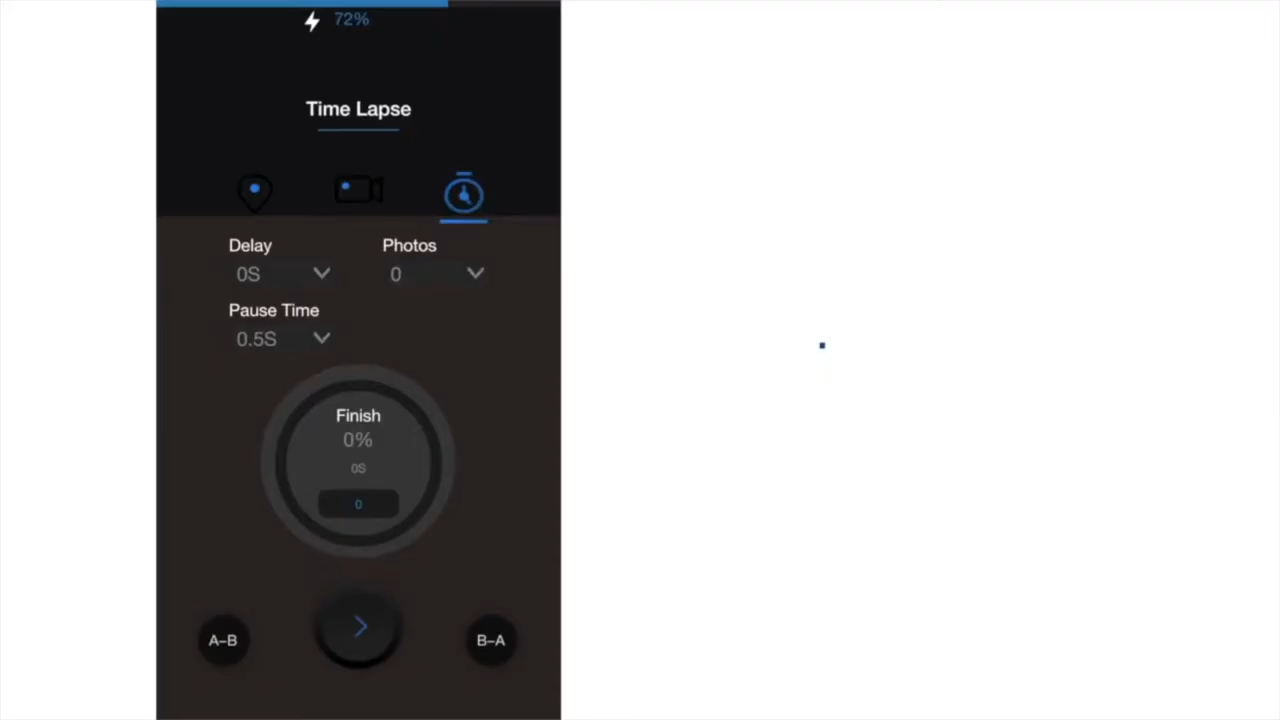 72%
Time Lapse
Delay Photos
0S 0
Pause Time
0.5S
Finish
0%
0S
0
A–B B–A